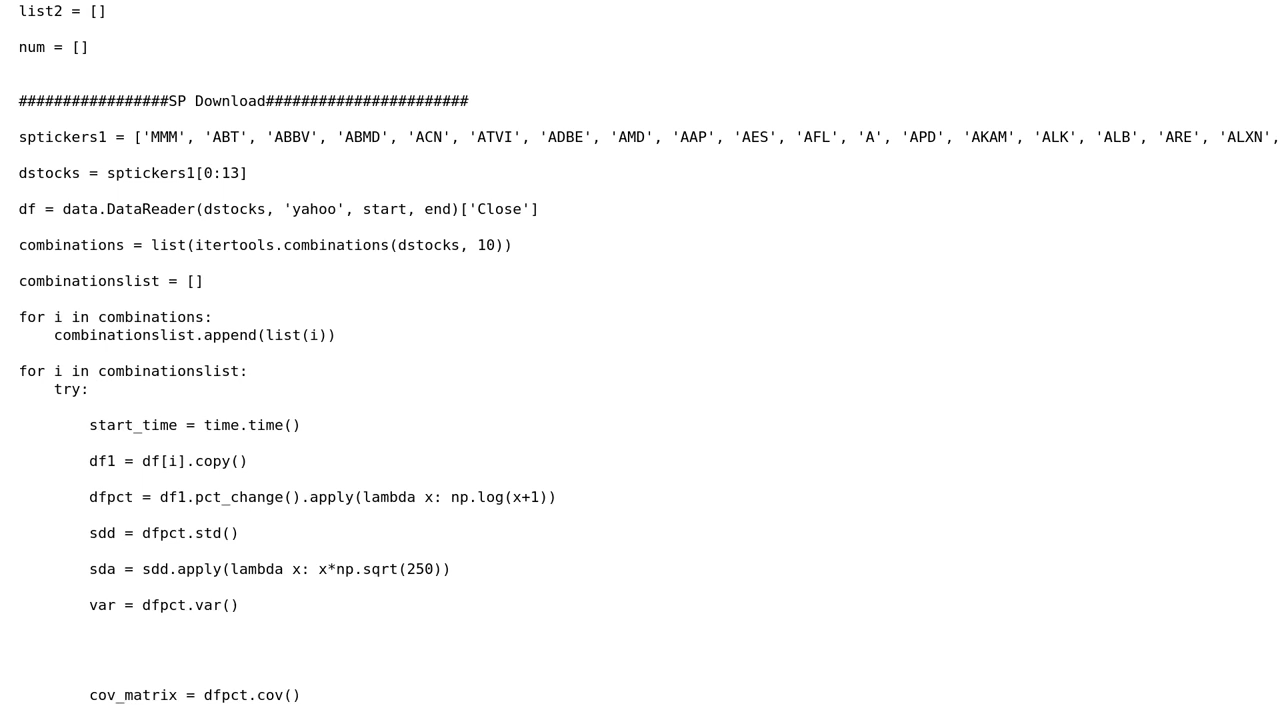 list2 = []
num = []
#################SP Download#######################
sptickers1 = ['MMM', 'ABT', 'ABBV', 'ABMD', 'ACN', 'ATVI', 'ADBE', 'AMD', 'AAP', 'AES', 'AFL', 'A', 'APD', 'AKAM', 'ALK', 'ALB', 'ARE', 'ALXN',
dstocks = sptickers1[0:13]
df = data.DataReader(dstocks, 'yahoo', start, end)['Close']
combinations = list(itertools.combinations(dstocks, 10))
combinationslist = []
for i in combinations:
    combinationslist.append(list(i))
for i in combinationslist:
    try:
        start_time = time.time()
        df1 = df[i].copy()
        dfpct = df1.pct_change().apply(lambda x: np.log(x+1))
        sdd = dfpct.std()
        sda = sdd.apply(lambda x: x*np.sqrt(250))
        var = dfpct.var()
        cov_matrix = dfpct.cov()